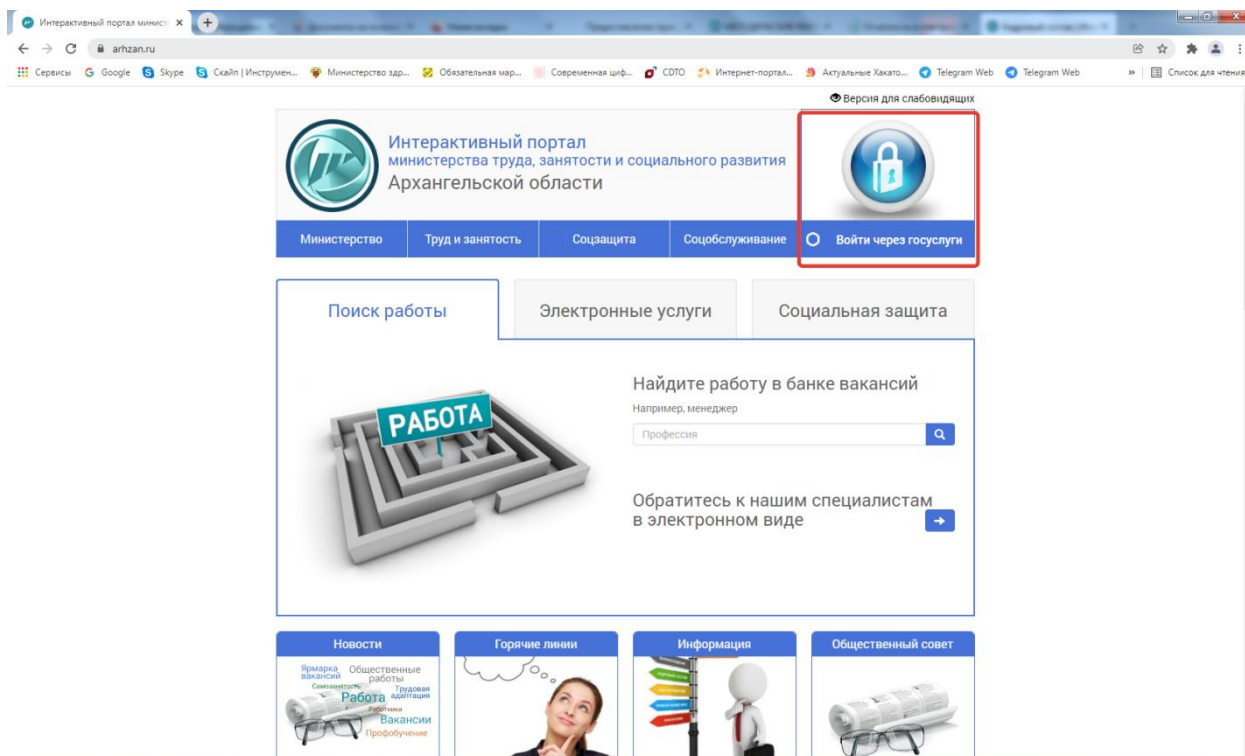 Интерактивный портал минист
arhzan.ru
Сервисы
Google
Skype
Скайп | Инструмен...
Министерство здр...
Обязательная мар...
Современная циф...
CDTO
Интернет-портал...
Актуальные Хакато...
Telegram Web
Telegram Web
»
Список для чтения
Версия для слабовидящих
Интерактивный портал
министерства труда, занятости и социального развития
Архангельской области
Министерство
Труд и занятость
Соцзащита
Соцобслуживание
Войти через госуслуги
Поиск работы
Электронные услуги
Социальная защита
РАБОТА
Найдите работу в банке вакансий
Например, менеджер
Профессия
Обратитесь к нашим специалистам
в электронном виде
Новости
Горячие линии
Информация
Общественный совет
Ярмарка
вакансий
Общественные
работы
Самозанятость
Трудовая
адаптация
Работа
Работники
Вакансии
Профобучение